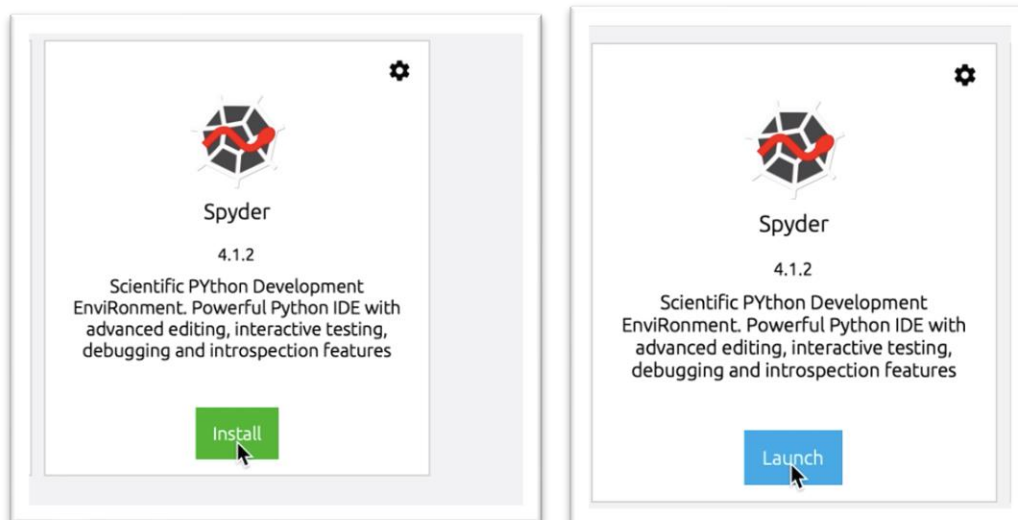 Spyder
4.1.2
Scientific PYthon Development
EnviRonment. Powerful Python IDE with
advanced editing, interactive testing,
debugging and introspection features
Install
Spyder
4.1.2
Scientific PYthon Development
EnviRonment. Powerful Python IDE with
advanced editing, interactive testing,
debugging and introspection features
Launch